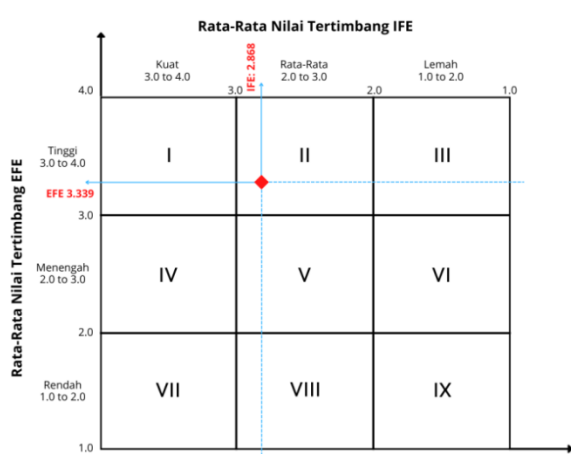 Rata-Rata Nilai Tertimbang IFE
Kuat
3.0 to 4.0
IFE: 2.868
Rata-Rata
2.0 to 3.0
Lemah
1.0 to 2.0
4.0
3.0
2.0
1.0
Rata-Rata Nilai Tertimbang EFE
Tinggi
3.0 to 4.0
I
II
III
EFE 3.339
3.0
Menengah
2.0 to 3.0
IV
V
VI
2.0
Rendah
1.0 to 2.0
VII
VIII
IX
1.0